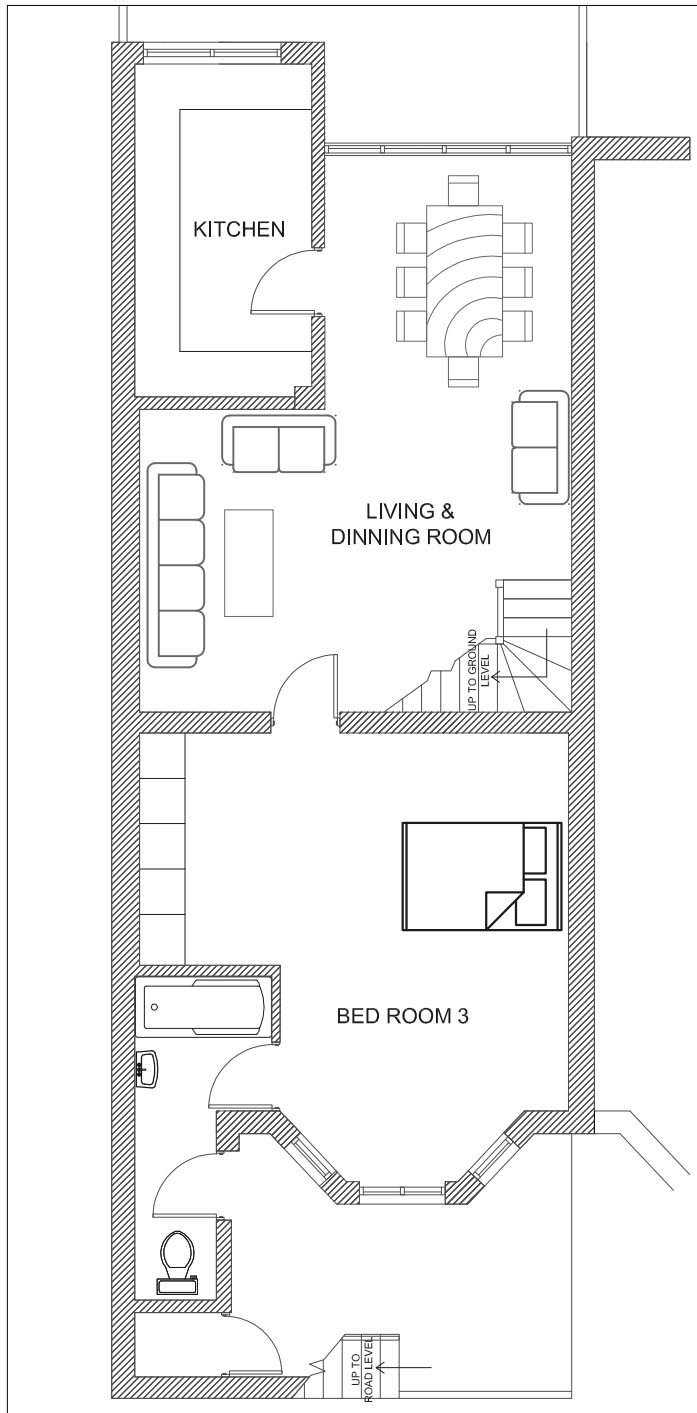 KITCHEN
LIVING &
DINNING ROOM
UP TO GROUND
LEVEL
BED ROOM 3
UP TO
ROAD LEVEL